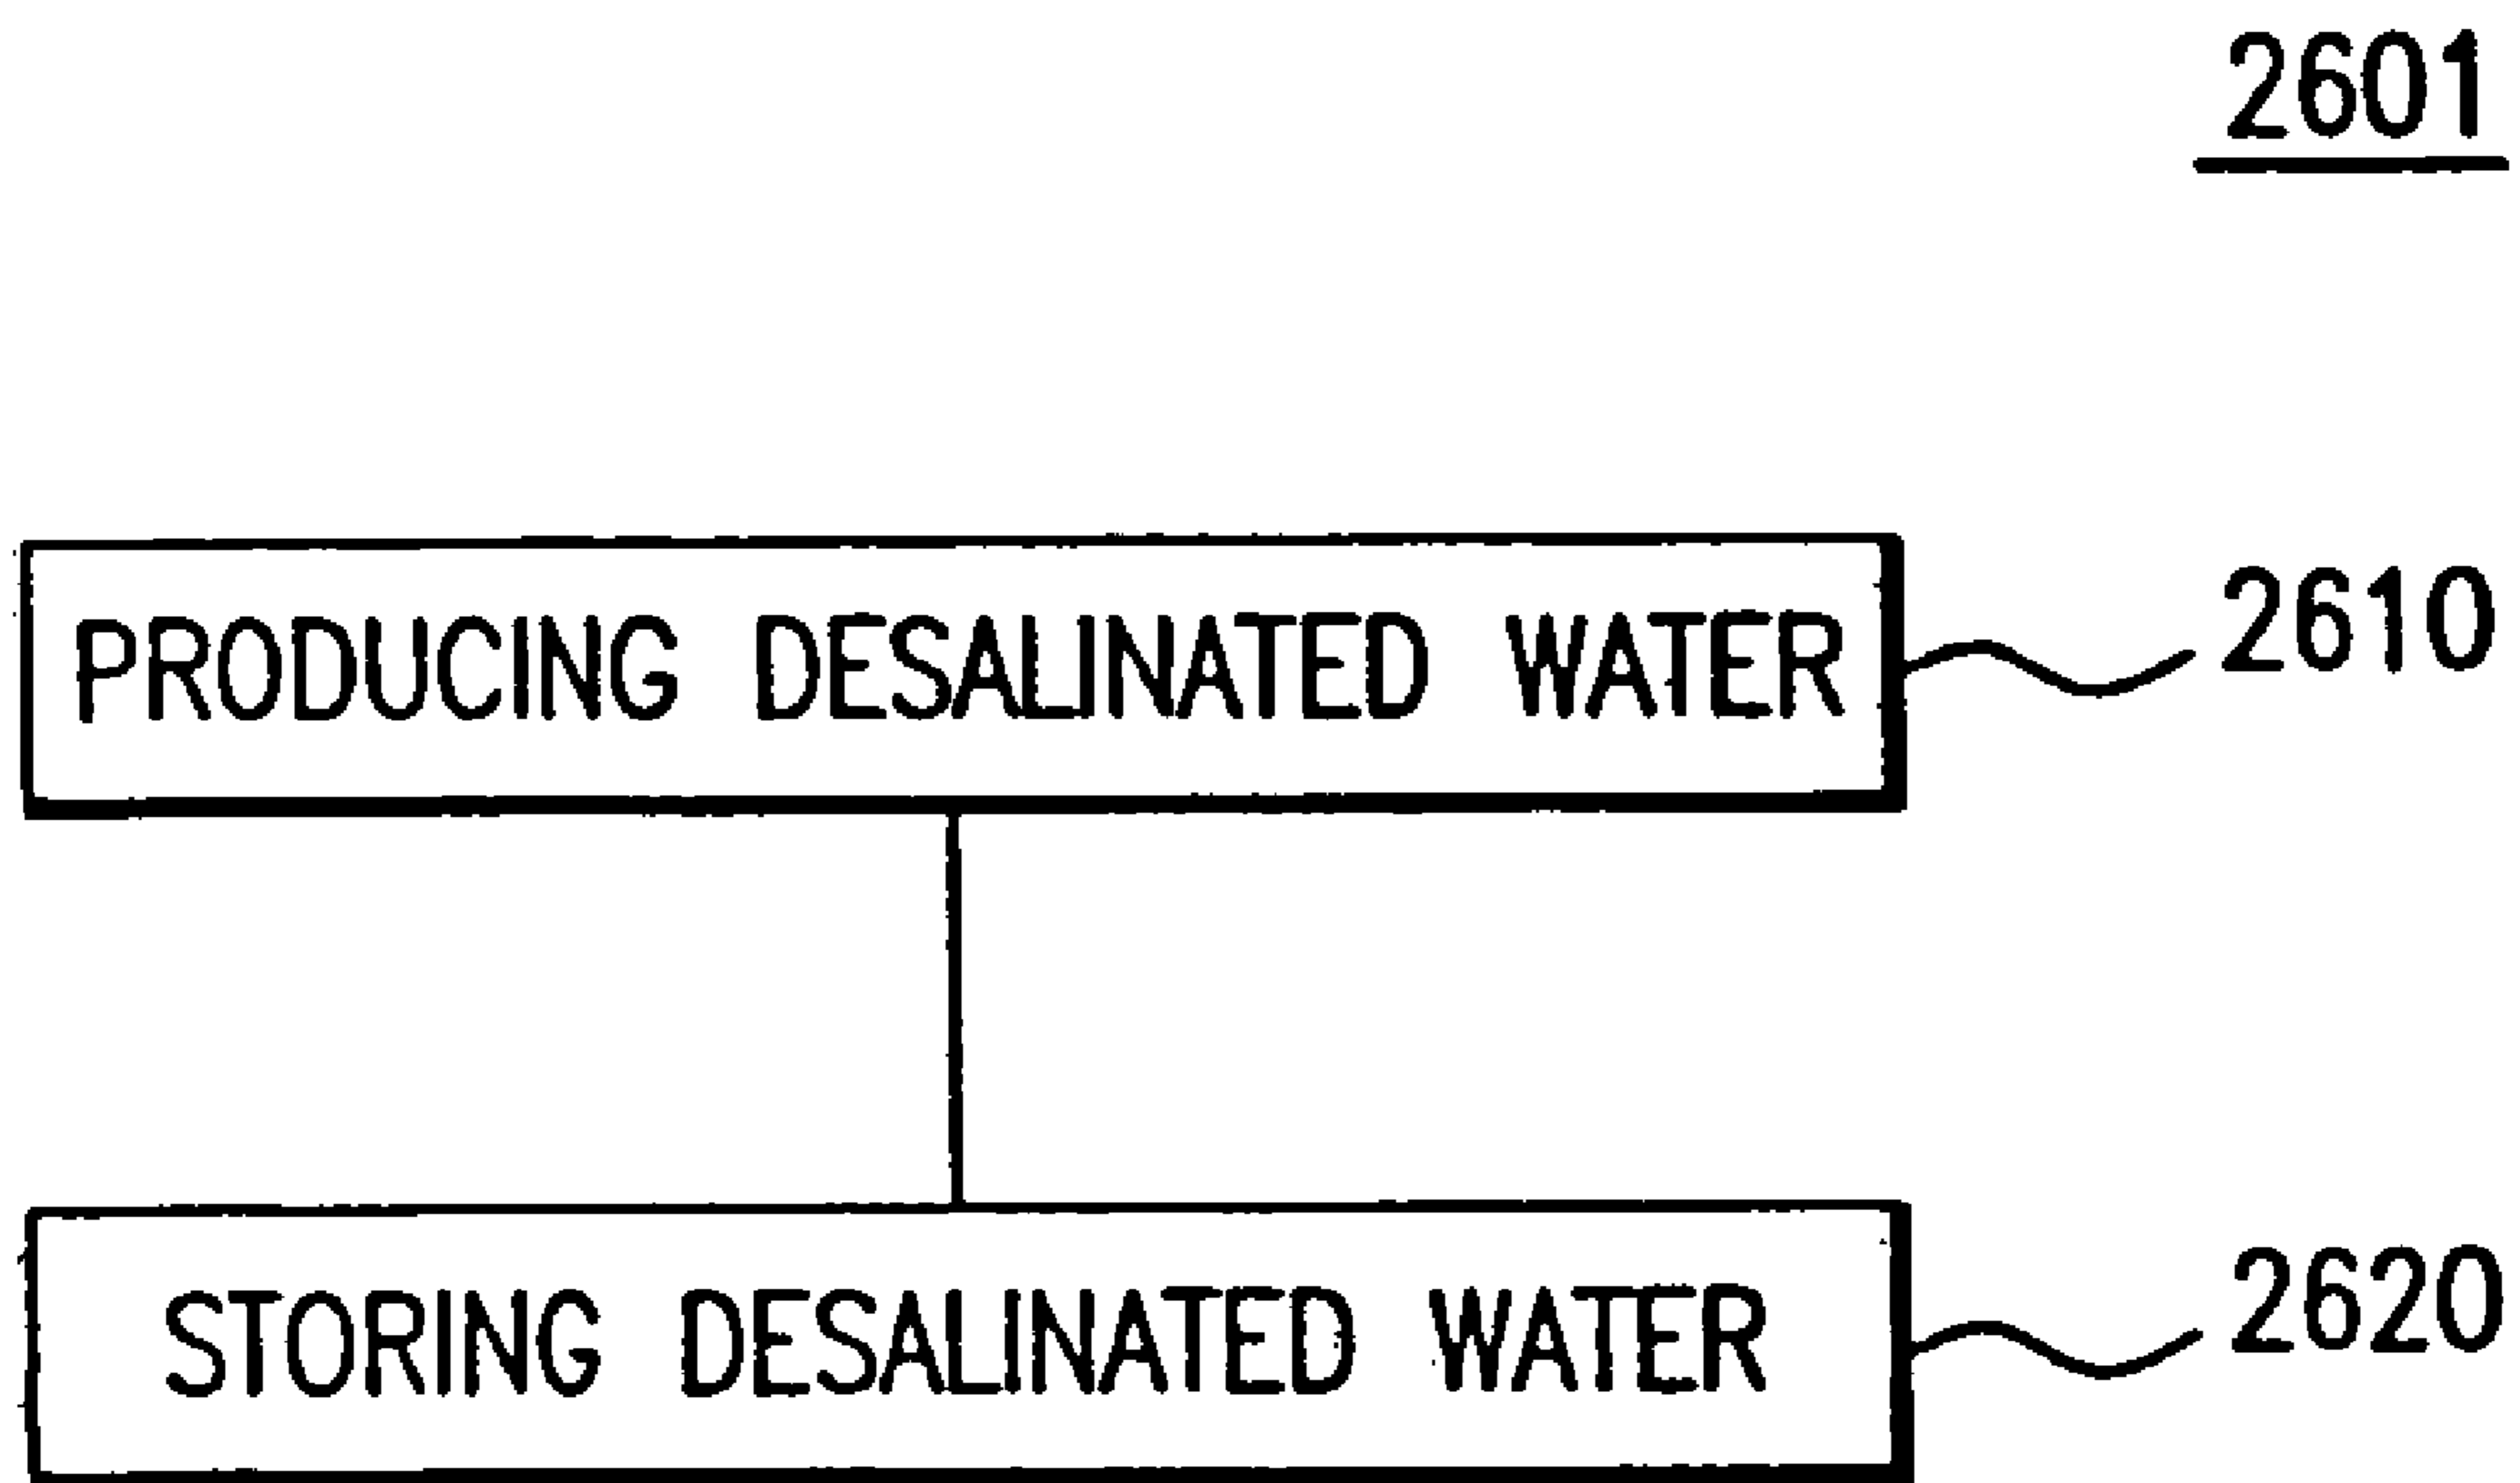 2601
PRODUCING DESALINATED WATER
2610
STORING DESALINATED WATER
2620